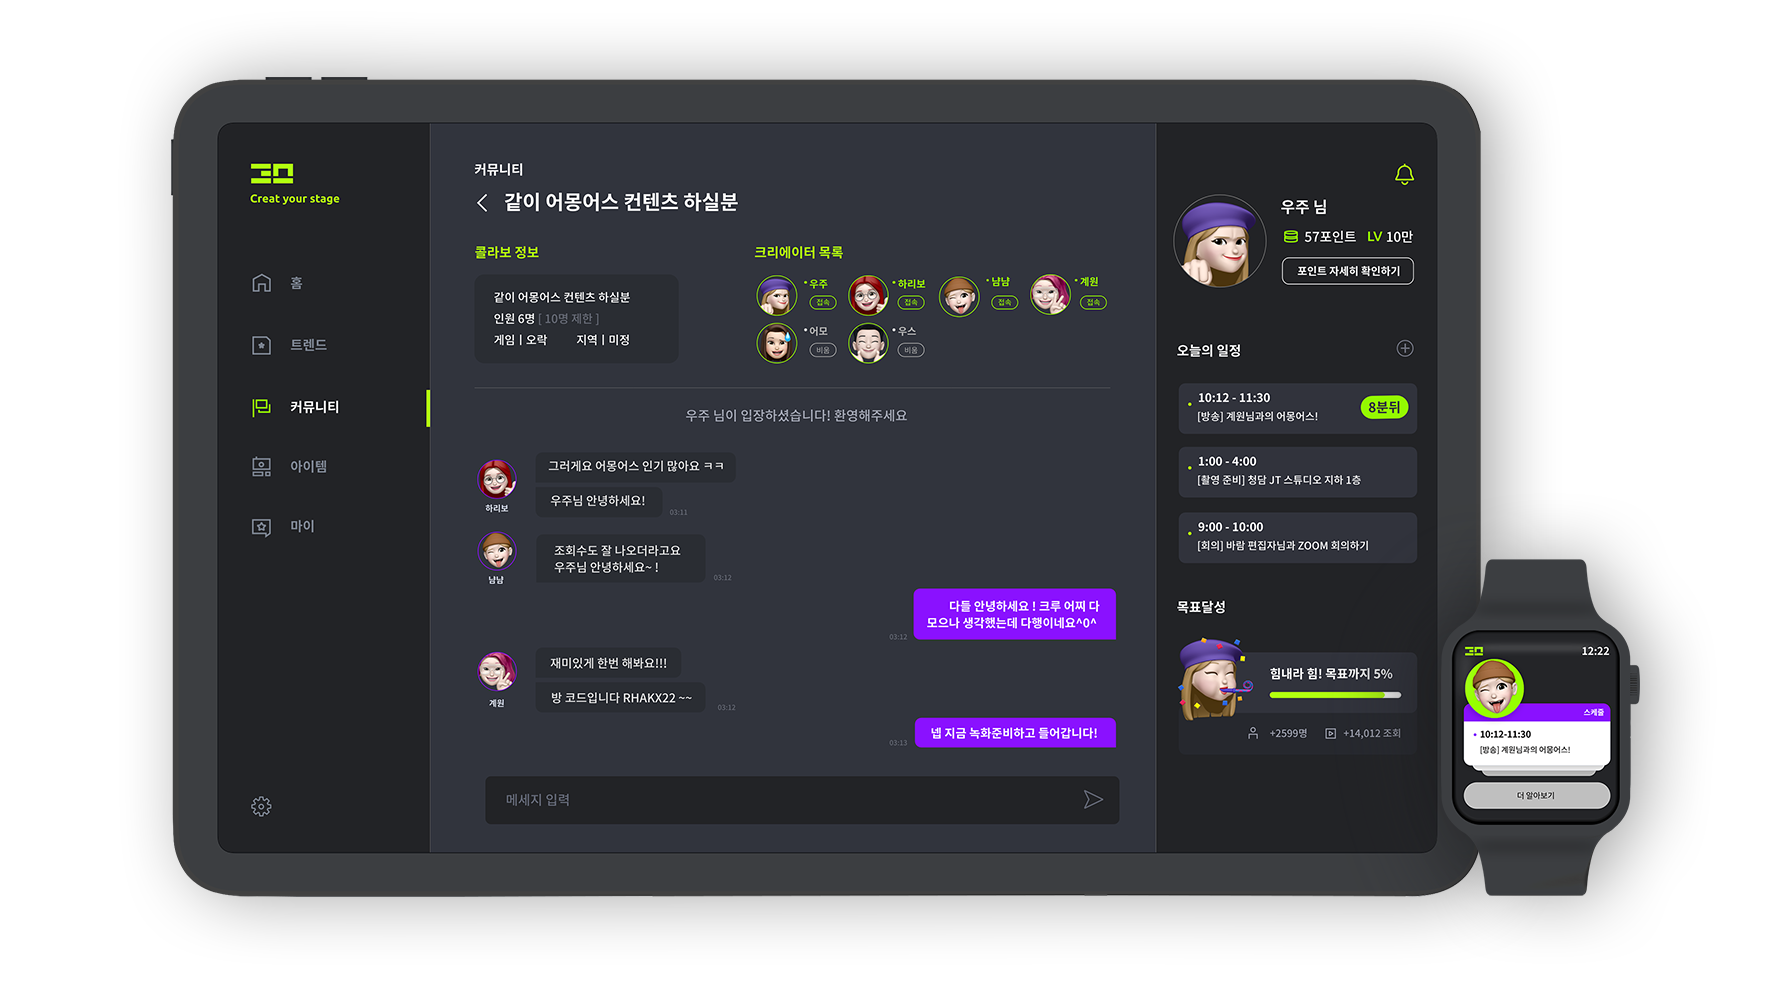 Creat your stage
홈
트렌드
커뮤니티
아이템
마이
커뮤니티
같이 어몽어스 컨텐츠 하실분
콜라보 정보
같이 어몽어스 컨텐츠 하실분
인원 6명 [ 10명 제한 ]
게임 | 오락 지역 | 미정
크리에이터 목록
우주
접속
하리보
접속
냠냠
접속
계원
접속
어모
비움
우스
비움
우주 님이 입장하셨습니다! 환영해주세요
그러게요 어몽어스 인기 많아요 ㅋㅋ
우주님 안녕하세요!
03:11
하리보
조회수도 잘 나오더라고요
우주님 안녕하세요~ !
03:12
냠냠
다들 안녕하세요 ! 크루 어찌 다
모으나 생각했는데 다행이네요^0^
03:12
재미있게 한번 해봐요!!!
방 코드입니다 RHAKX22 ~~
03:12
계원
넵 지금 녹화준비하고 들어갑니다!
03:13
메세지 입력
우주 님
57포인트 LV 10만
포인트 자세히 확인하기
오늘의 일정
10:12 - 11:30
[방송] 계원님과의 어몽어스!
8분뒤
1:00 - 4:00
[촬영 준비] 청담 JT 스튜디오 지하 1층
9:00 - 10:00
[회의] 바람 편집자님과 ZOOM 회의하기
목표달성
힘내라 힘! 목표까지 5%
+2599명 +14,012 조회
12:22
스케줄
10:12-11:30
[방송] 계원님과의 어몽어스!
더 알아보기